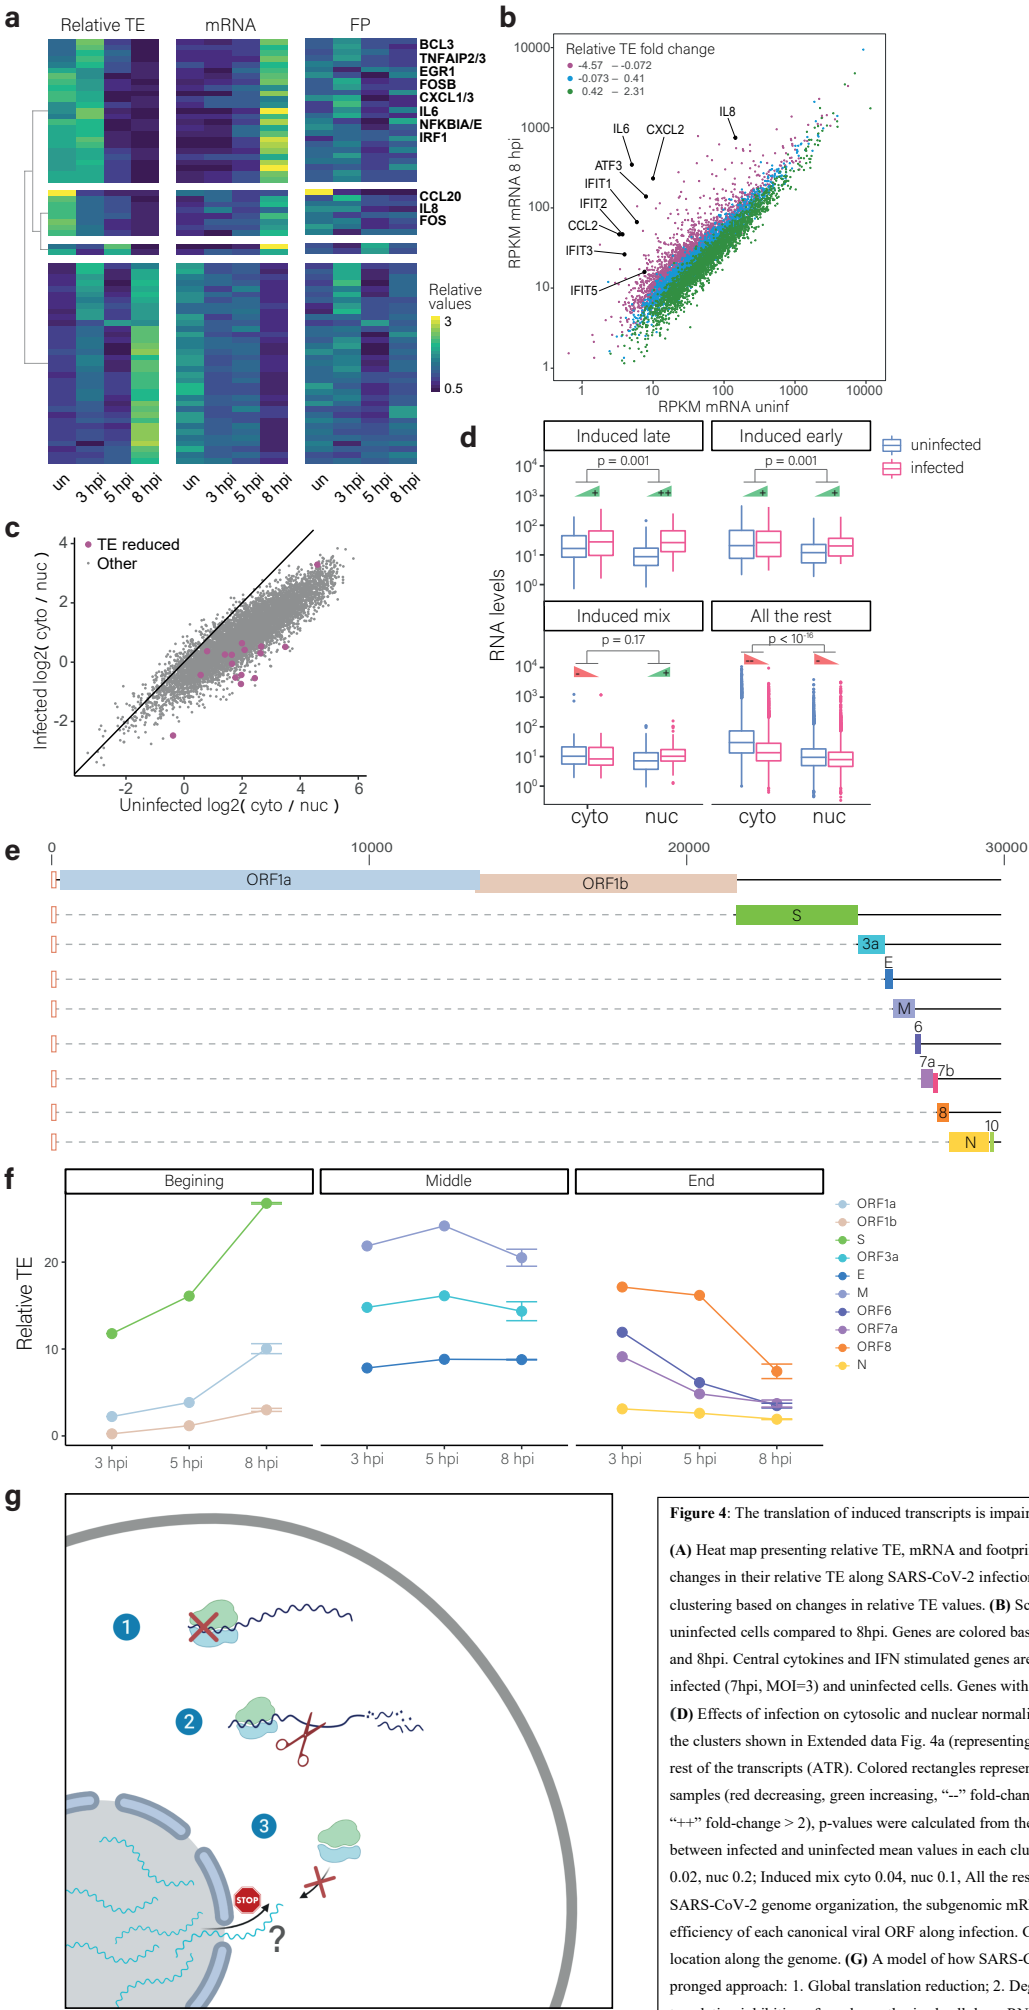 a
Relative TE
mRNA
FP
BCL3
TNFAIP2/3
EGR1
FOSB
CXCL1/3
IL6
NFKBIA/E
IRF1
CCL20
IL8
FOS
Relative
values
3
0.5
un
3 hpi
5 hpi
8 hpi
un
3 hpi
5 hpi
8 hpi
un
3 hpi
5 hpi
8 hpi
b
Relative TE fold change
-4.57 – -0.072
-0.073 – 0.41
0.42 – 2.31
IL8
IL6
CXCL2
ATF3
IFIT1
IFIT2
CCL2
IFIT3
IFIT5
RPKM mRNA 8 hpi
10000
1000
100
10
1
1
10
100
1000
10000
RPKM mRNA uninf
c
TE reduced
Other
Infected log2( cyto / nuc )
4
2
0
-2
-2
0
2
4
6
Uninfected log2( cyto / nuc )
d
Induced late
Induced early
uninfected
infected
p = 0.001
p = 0.001
+
++
+
+
10⁴
10³
10²
10¹
10⁰
RNA levels
Induced mix
All the rest
p = 0.17
p < 10⁻¹⁶
-
+
--
-
10⁴
10³
10²
10¹
10⁰
cyto
nuc
cyto
nuc
e
0
10000
20000
30000
ORF1a
ORF1b
S
3a
E
M
6
7a
7b
8
10
N
f
Begining
Middle
End
Relative TE
20
10
0
3 hpi
5 hpi
8 hpi
3 hpi
5 hpi
8 hpi
3 hpi
5 hpi
8 hpi
ORF1a
ORF1b
S
ORF3a
E
M
ORF6
ORF7a
ORF8
N
g
1
2
3
STOP
?
Figure 4: The translation of induced transcripts is impai
(A) Heat map presenting relative TE, mRNA and footpri
changes in their relative TE along SARS-CoV-2 infection
clustering based on changes in relative TE values. (B) Sc
uninfected cells compared to 8hpi. Genes are colored bas
and 8hpi. Central cytokines and IFN stimulated genes are
infected (7hpi, MOI=3) and uninfected cells. Genes with
(D) Effects of infection on cytosolic and nuclear normali
the clusters shown in Extended data Fig. 4a (representing
rest of the transcripts (ATR). Colored rectangles represen
samples (red decreasing, green increasing, “--” fold-chan
“++” fold-change > 2), p-values were calculated from the
between infected and uninfected mean values in each clu
0.02, nuc 0.2; Induced mix cyto 0.04, nuc 0.1, All the res
SARS-CoV-2 genome organization, the subgenomic mR
efficiency of each canonical viral ORF along infection. G
location along the genome. (G) A model of how SARS-C
pronged approach: 1. Global translation reduction; 2. Deg